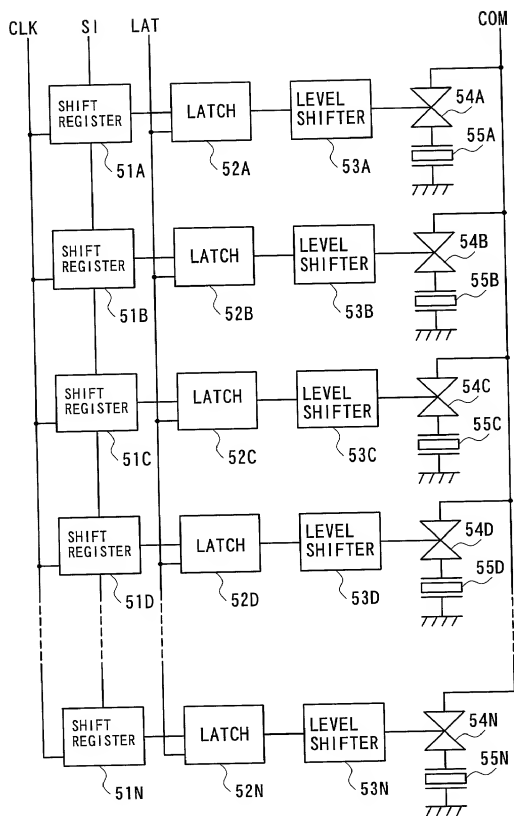 CLK SI LAT COM
SHIFT REGISTER LATCH LEVEL SHIFTER 54A
55A
51A 52A 53A
SHIFT REGISTER LATCH LEVEL SHIFTER 54B
55B
51B 52B 53B
SHIFT REGISTER LATCH LEVEL SHIFTER 54C
55C
51C 52C 53C
SHIFT REGISTER LATCH LEVEL SHIFTER 54D
55D
51D 52D 53D
SHIFT REGISTER LATCH LEVEL SHIFTER 54N
55N
51N 52N 53N